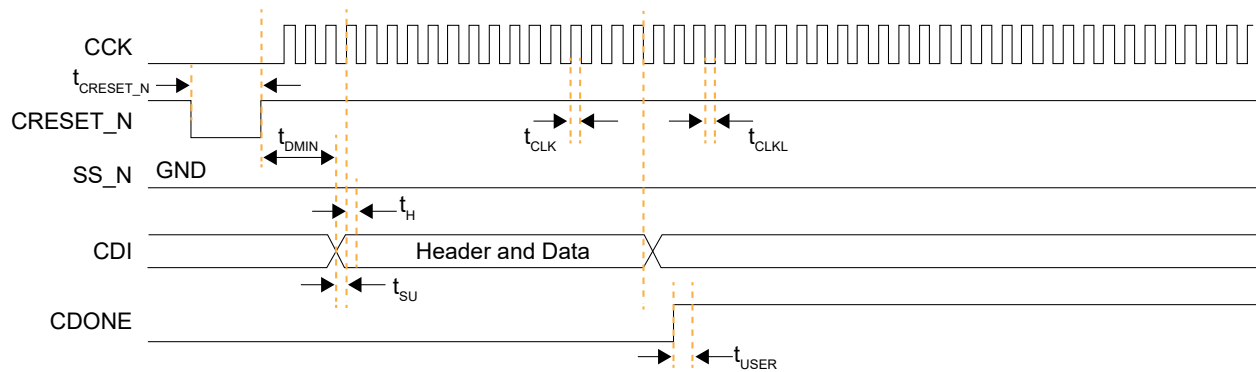 CCK
tCRESET_N
CRESET_N
tDMIN
tCLK
tCLKL
SS_N
GND
tH
CDI
Header and Data
tSU
CDONE
tUSER